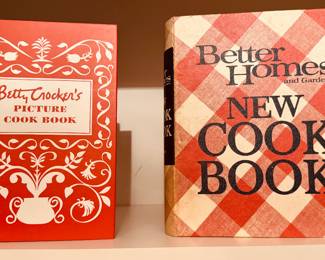 Betty Crocker's
PICTURE
COOK BOOK
Better
Homes
and Garde
NEW
COOK
BOOK